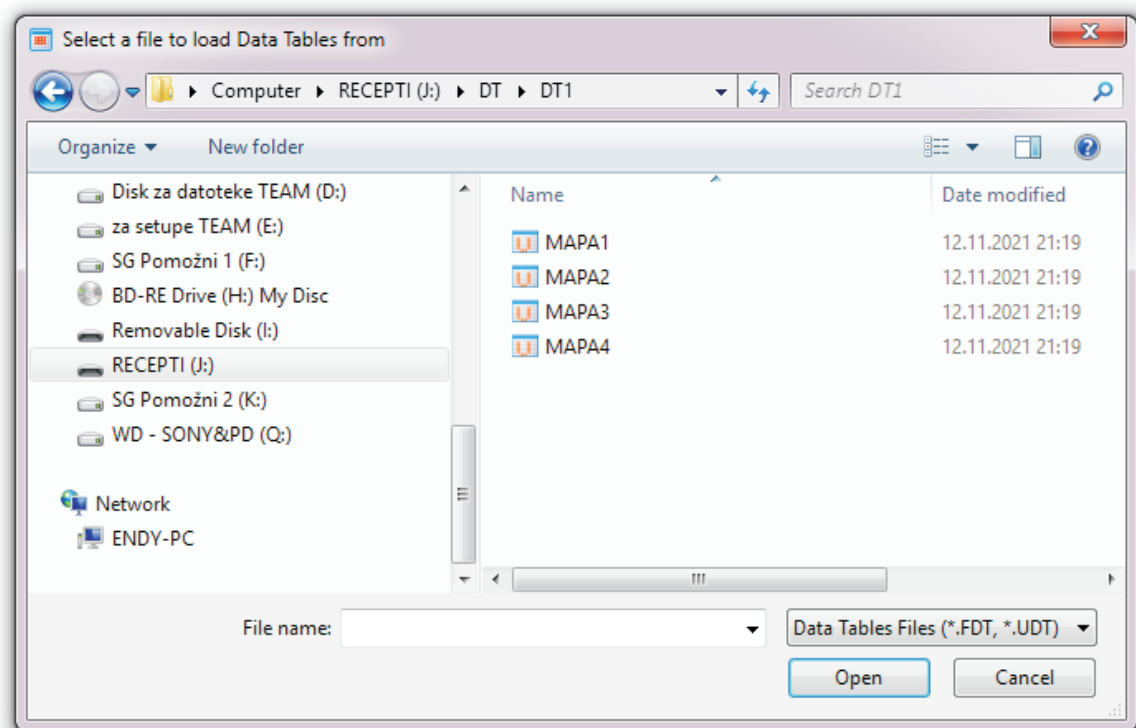 Select a file to load Data Tables from
Computer RECEPTI (J:) DT DT1 Search DT1
Organize New folder
Disk za datoteke TEAM (D:)
za setupe TEAM (E:)
SG Pomožni 1 (F:)
BD-RE Drive (H:) My Disc
Removable Disk (I:)
RECEPTI (J:)
SG Pomožni 2 (K:)
WD - SONY&PD (Q:)
Network
ENDY-PC
Name Date modified
MAPA1 12.11.2021 21:19
MAPA2 12.11.2021 21:19
MAPA3 12.11.2021 21:19
MAPA4 12.11.2021 21:19
File name: Data Tables Files (*.FDT, *.UDT)
Open Cancel